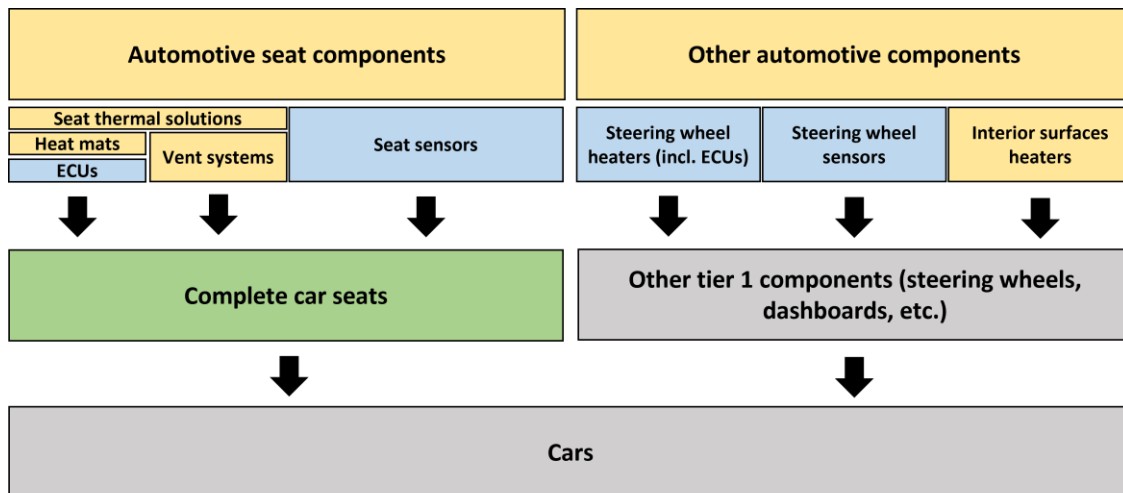 Automotive seat components
Other automotive components
Seat thermal solutions
Heat mats
ECUs
Vent systems
Seat sensors
Steering wheel
heaters (incl. ECUs)
Steering wheel
sensors
Interior surfaces
heaters
Complete car seats
Other tier 1 components (steering wheels,
dashboards, etc.)
Cars